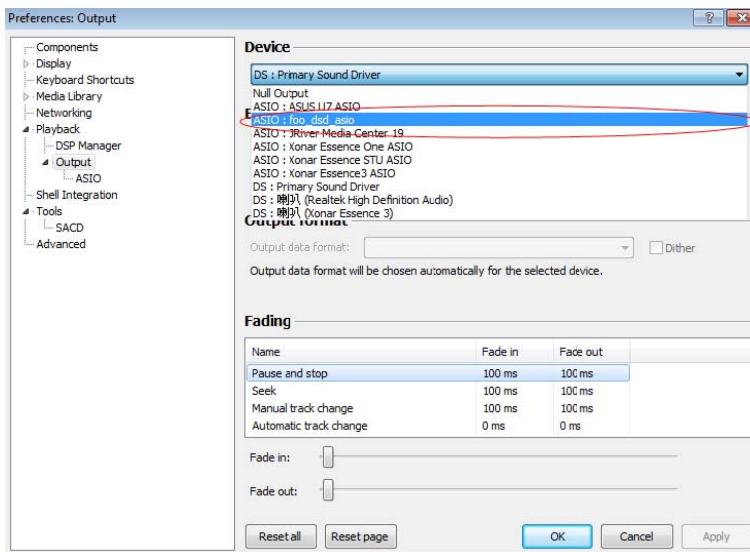 Preferences: Output
Components
Display
Keyboard Shortcuts
Media Library
Networking
Playback
DSP Manager
Output
ASIO
Shell Integration
Tools
SACD
Advanced
Device
DS : Primary Sound Driver
Null Output
ASIO : ASUS U7 ASIO
ASIO : foo_dsd_asio
ASIO : JRiver Media Center 19
ASIO : Xonar Essence One ASIO
ASIO : Xonar Essence STU ASIO
ASIO : Xonar Essence3 ASIO
DS : Primary Sound Driver
DS : 喇叭 (Realtek High Definition Audio)
DS : 喇叭 (Xonar Essence 3)
Output format
Output data format:
Dither
Output data format will be chosen automatically for the selected device.
Fading
Name Fade in Fade out
Pause and stop 100 ms 100 ms
Seek 100 ms 100 ms
Manual track change 100 ms 100 ms
Automatic track change 0 ms 0 ms
Fade in:
Fade out:
Reset all Reset page OK Cancel Apply